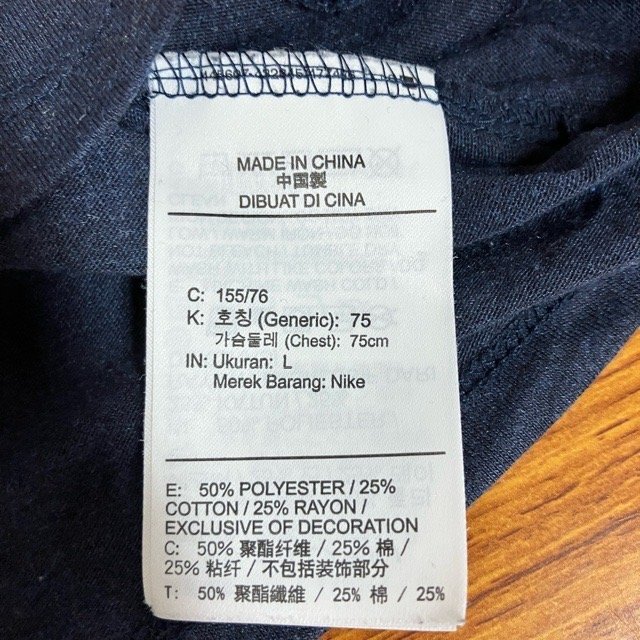 MADE IN CHINA
中国製
DIBUAT DI CINA
C: 155/76
K: 호칭 (Generic): 75
가슴둘레 (Chest): 75cm
IN: Ukuran: L
Merek Barang: Nike
E: 50% POLYESTER / 25%
COTTON / 25% RAYON /
EXCLUSIVE OF DECORATION
C: 50% 聚酯纤维 / 25% 棉 /
25% 粘纤 / 不包括装饰部分
T: 50% 聚酯纖維 / 25% 棉 / 25%